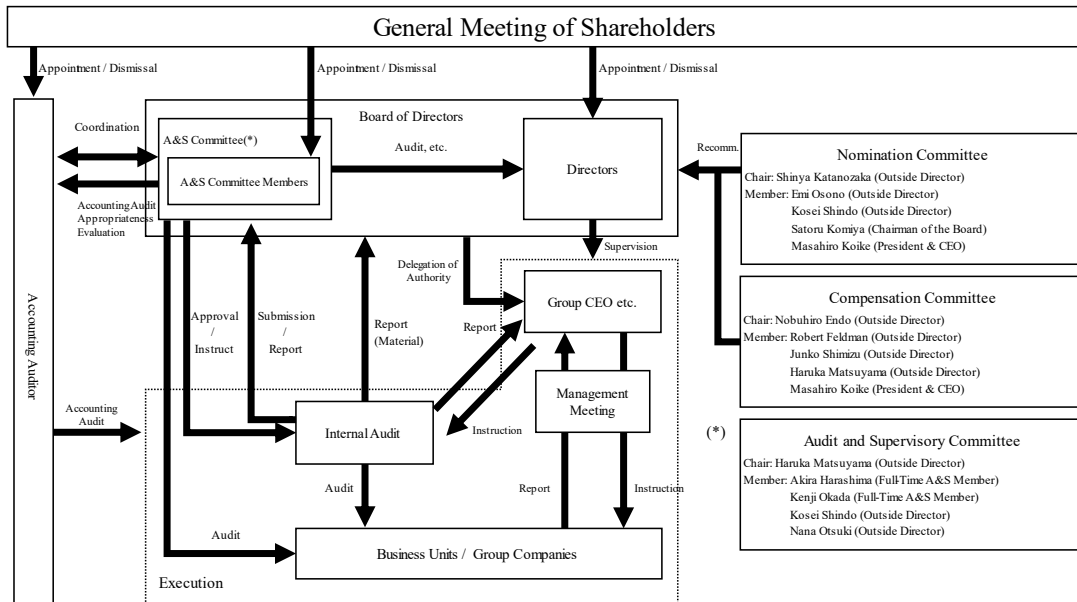 General Meeting of Shareholders
Appointment / Dismissal
Appointment / Dismissal
Appointment / Dismissal
Board of Directors
Coordination
A&S Committee(*)
A&S Committee Members
Audit, etc.
Directors
Recomm.
Accounting Audit
Appropriateness
Evaluation
Supervision
Delegation of
Authority
Group CEO etc.
Approval
/
Instruct
Submission
/
Report
Report
(Material)
Report
Management
Meeting
Accounting Auditor
Accounting
Audit
Internal Audit
Instruction
Audit
Report
Instruction
Audit
Business Units / Group Companies
Execution
Nomination Committee
Chair: Shinya Katanozaka (Outside Director)
Member: Emi Osono (Outside Director)
Kosei Shindo (Outside Director)
Satoru Komiya (Chairman of the Board)
Masahiro Koike (President & CEO)
Compensation Committee
Chair: Nobuhiro Endo (Outside Director)
Member: Robert Feldman (Outside Director)
Junko Shimizu (Outside Director)
Haruka Matsuyama (Outside Director)
Masahiro Koike (President & CEO)
(*)
Audit and Supervisory Committee
Chair: Haruka Matsuyama (Outside Director)
Member: Akira Harashima (Full-Time A&S Member)
Kenji Okada (Full-Time A&S Member)
Kosei Shindo (Outside Director)
Nana Otsuki (Outside Director)